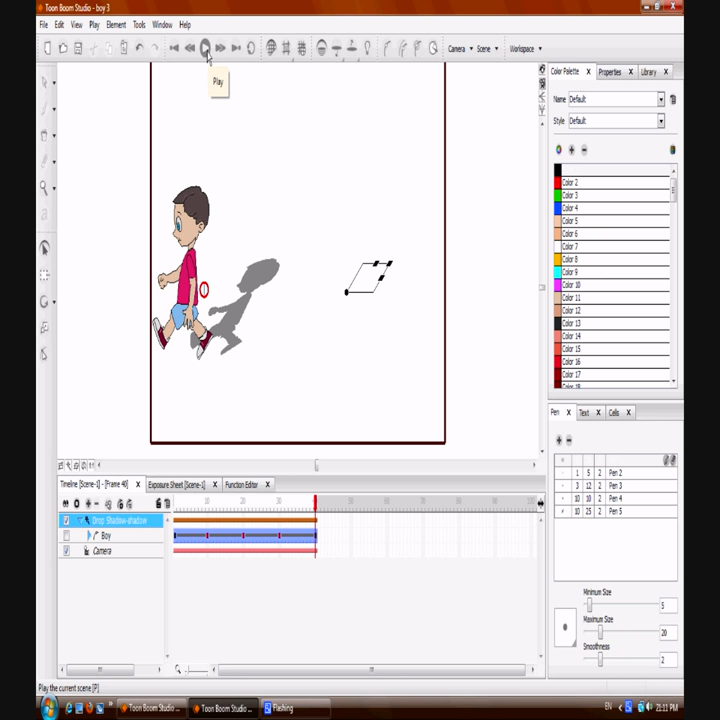 Toon Boom Studio - boy 3
File Edit View Play Element Tools Window Help
Camera Scene Workspace
Play
Color Palette Properties Library
Name Default
Style Default
Color 2
Color 3
Color 4
Color 5
Color 6
Color 7
Color 8
Color 9
Color 10
Color 11
Color 12
Color 13
Color 14
Color 15
Color 16
Color 17
Color 18
Pen Text Cells
1 5 2 Pen 2
3 12 2 Pen 3
10 10 2 Pen 4
10 25 2 Pen 5
Minimum Size
5
Maximum Size
20
Smoothness
2
Timeline [Scene-1] - [Frame 40] Exposure Sheet [Scene-1] Function Editor
Drop Shadow-shadow
Boy
Camera
Play the current scene [P]
Toon Boom Studio ... Toon Boom Studio ... Flashing EN 21:11 PM